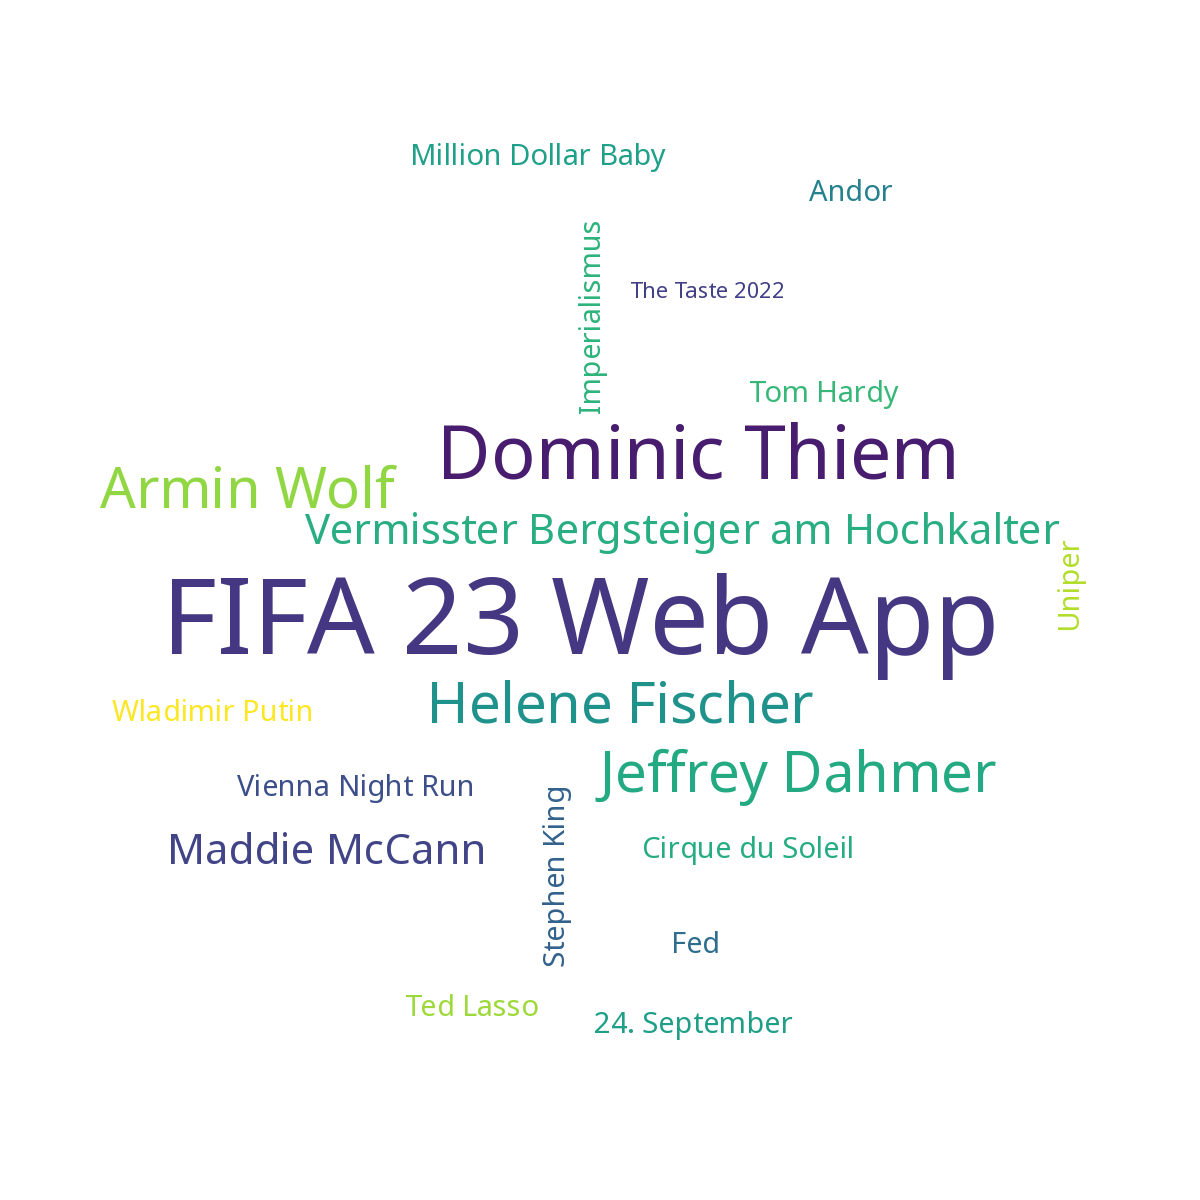 Million Dollar Baby
Andor
Imperialismus
The Taste 2022
Tom Hardy
Dominic Thiem
Armin Wolf
Vermisster Bergsteiger am Hochkalter
Uniper
FIFA 23 Web App
Wladimir Putin
Helene Fischer
Jeffrey Dahmer
Vienna Night Run
Maddie McCann
Stephen King
Cirque du Soleil
Fed
Ted Lasso
24. September